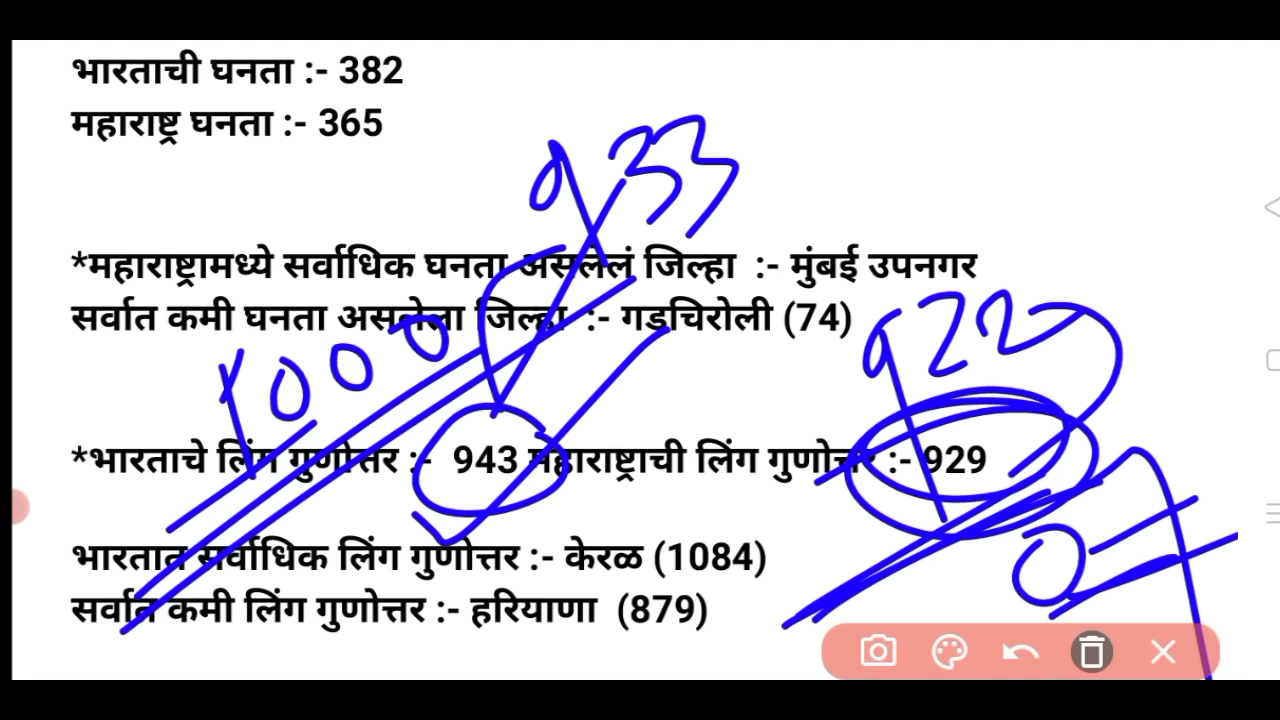 भारताची घनता :- 382
महाराष्ट्र घनता :- 365
933
*महाराष्ट्रामध्ये सर्वाधिक घनता असलेलं जिल्हा :- मुंबई उपनगर
सर्वात कमी घनता असलेला जिल्हा :- गडचिरोली (74)
1000
922
*भारताचे लिंग गुणोत्तर :- 943 महाराष्ट्राची लिंग गुणोत्तर :- 929
भारतात सर्वाधिक लिंग गुणोत्तर :- केरळ (1084)
सर्वात कमी लिंग गुणोत्तर :- हरियाणा (879)